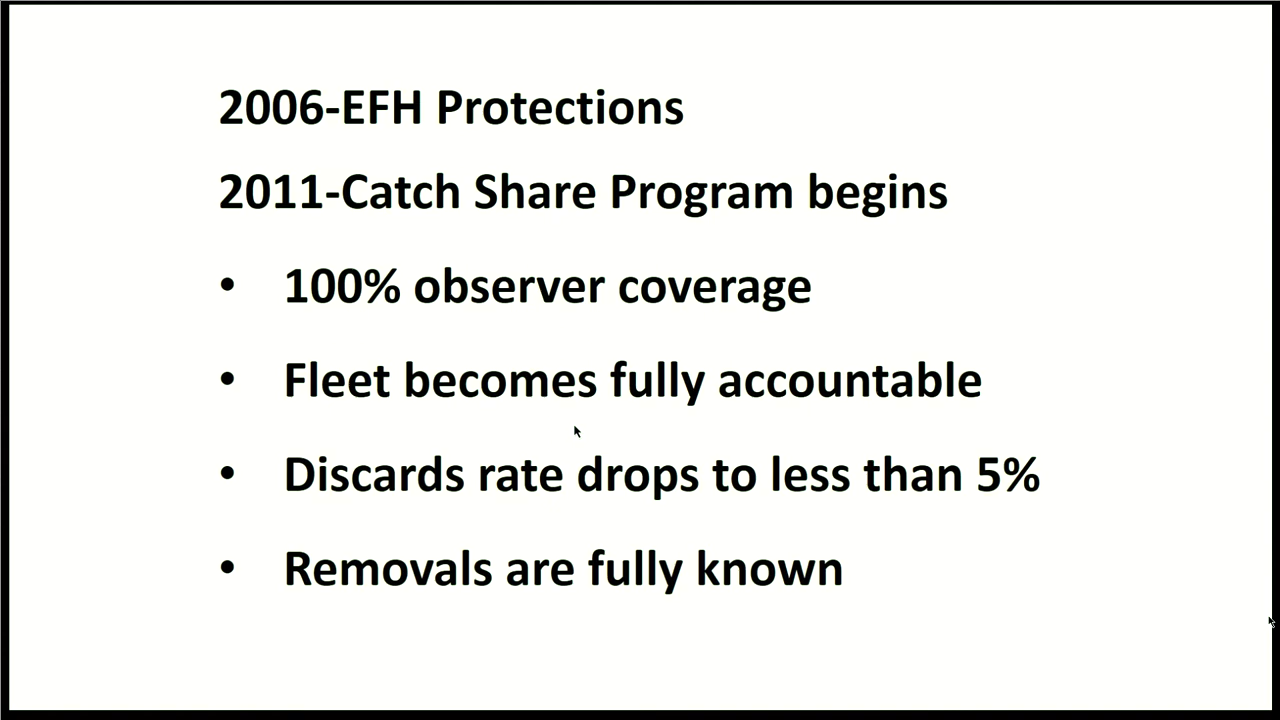 2006-EFH Protections
2011-Catch Share Program begins
• 100% observer coverage
• Fleet becomes fully accountable
• Discards rate drops to less than 5%
• Removals are fully known